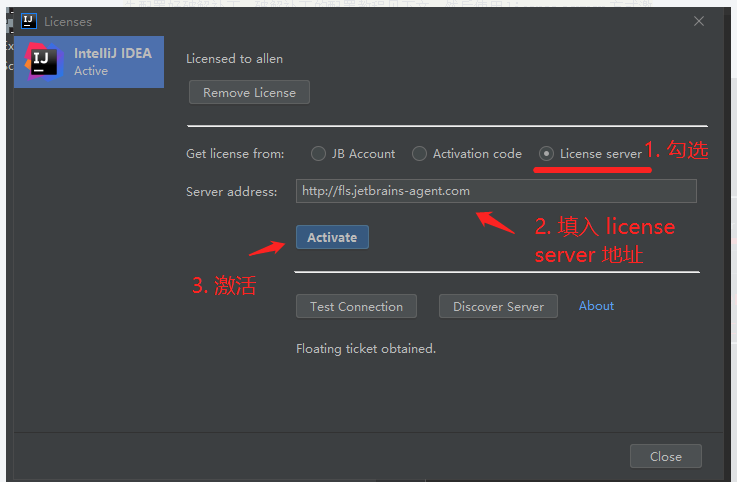 Licenses
IntelliJ IDEA
Active
Licensed to allen
Remove License
Get license from: JB Account Activation code License server 1. 勾选
Server address: http://fls.jetbrains-agent.com
2. 填入 license
server 地址
Activate
3. 激活
Test Connection Discover Server About
Floating ticket obtained.
Close